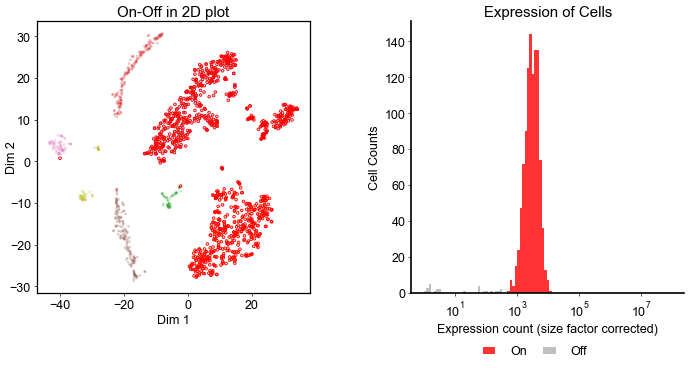 On-Off in 2D plot
Dim 2
30
20
10
0
−10
−20
−30
−40
−20
0
20
Dim 1
Expression of Cells
Cell Counts
140
120
100
80
60
40
20
0
10^1
10^3
10^5
10^7
Expression count (size factor corrected)
On
Off